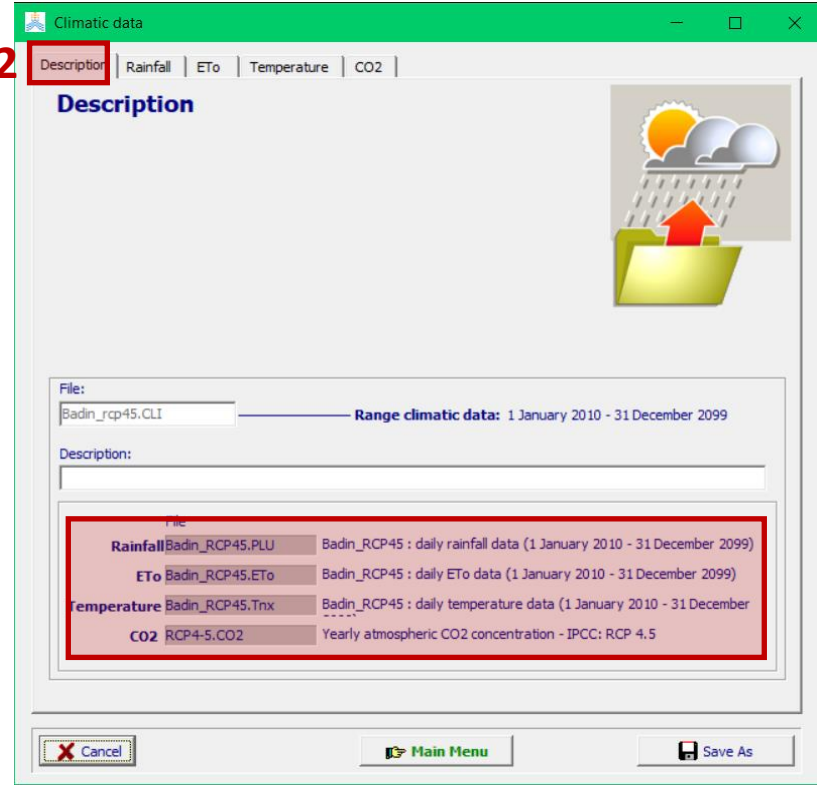 Climatic data
2
Description Rainfall ETo Temperature CO2
Description
File:
Badin_rcp45.CLI Range climatic data: 1 January 2010 - 31 December 2099
Description:
File
Rainfall Badin_RCP45.PLU Badin_RCP45 : daily rainfall data (1 January 2010 - 31 December 2099)
ETo Badin_RCP45.ETo Badin_RCP45 : daily ETo data (1 January 2010 - 31 December 2099)
Temperature Badin_RCP45.Tnx Badin_RCP45 : daily temperature data (1 January 2010 - 31 December
CO2 RCP4-5.CO2 Yearly atmospheric CO2 concentration - IPCC: RCP 4.5
Cancel Main Menu Save As